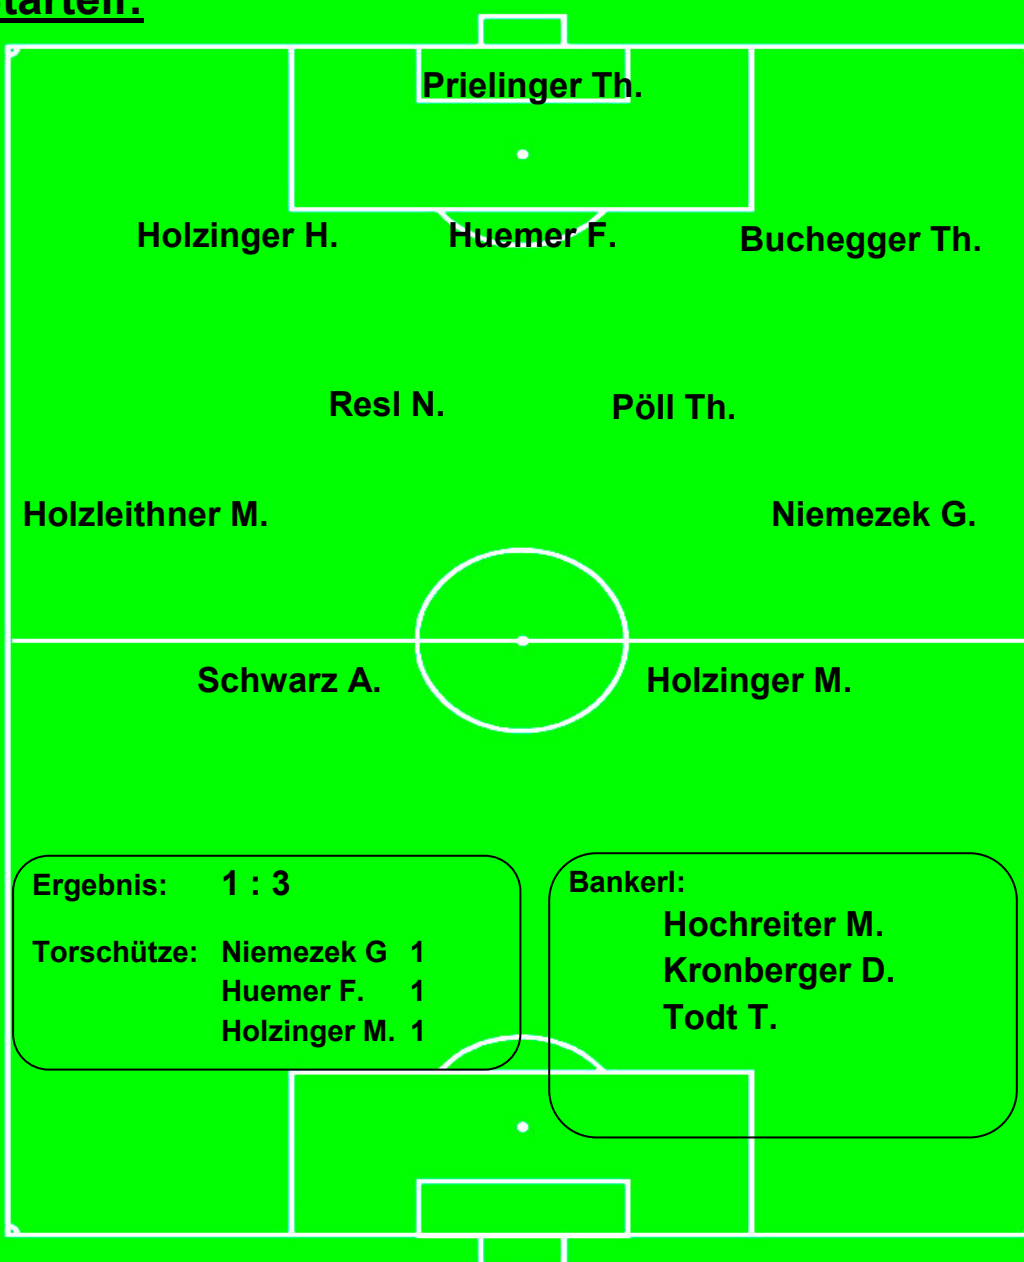 Prielinger Th.
Holzinger H. Huemer F. Buchegger Th.
Resl N. Pöll Th.
Holzleithner M. Niemezek G.
Schwarz A. Holzinger M.
Ergebnis: 1 : 3
Torschütze: Niemezek G 1
Huemer F. 1
Holzinger M. 1
Bankerl:
Hochreiter M.
Kronberger D.
Todt T.